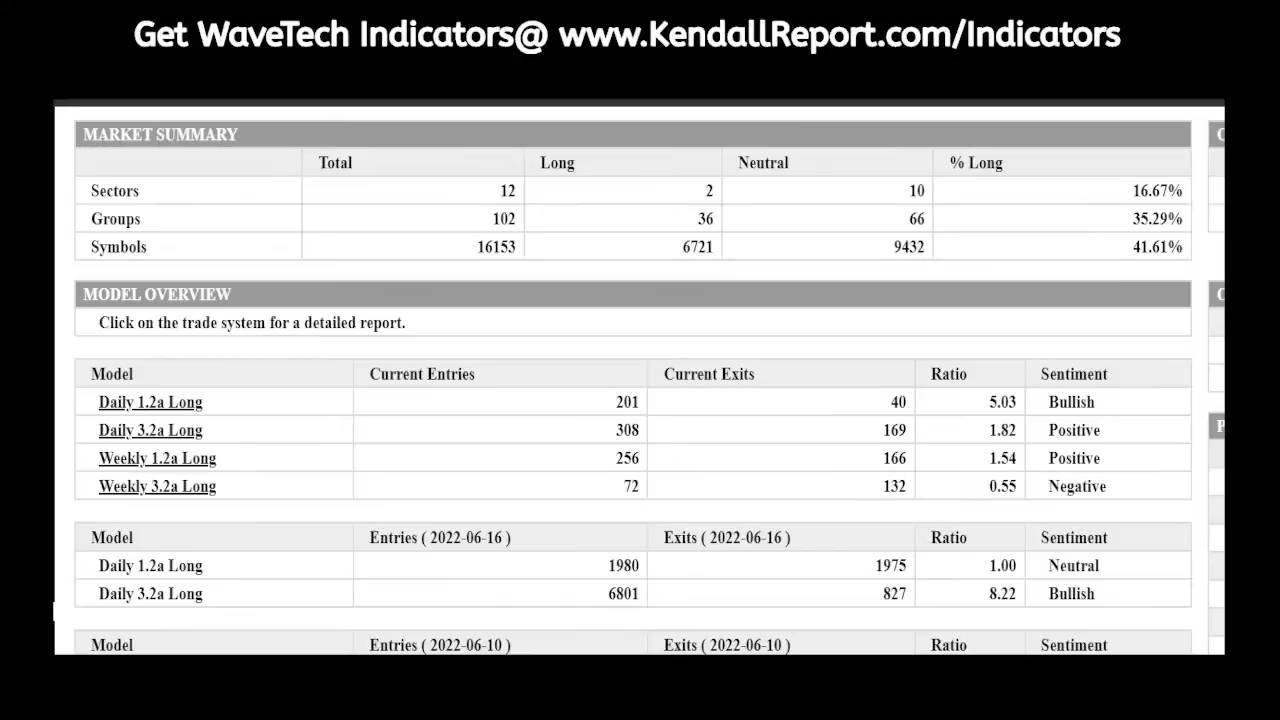 Get WaveTech Indicators@ www.KendallReport.com/Indicators
MARKET SUMMARY
Total Long Neutral % Long
Sectors 12 2 10 16.67%
Groups 102 36 66 35.29%
Symbols 16153 6721 9432 41.61%
MODEL OVERVIEW
Click on the trade system for a detailed report.
Model Current Entries Current Exits Ratio Sentiment
Daily 1.2a Long 201 40 5.03 Bullish
Daily 3.2a Long 308 169 1.82 Positive
Weekly 1.2a Long 256 166 1.54 Positive
Weekly 3.2a Long 72 132 0.55 Negative
Model Entries ( 2022-06-16 ) Exits ( 2022-06-16 ) Ratio Sentiment
Daily 1.2a Long 1980 1975 1.00 Neutral
Daily 3.2a Long 6801 827 8.22 Bullish
Model Entries ( 2022-06-10 ) Exits ( 2022-06-10 ) Ratio Sentiment